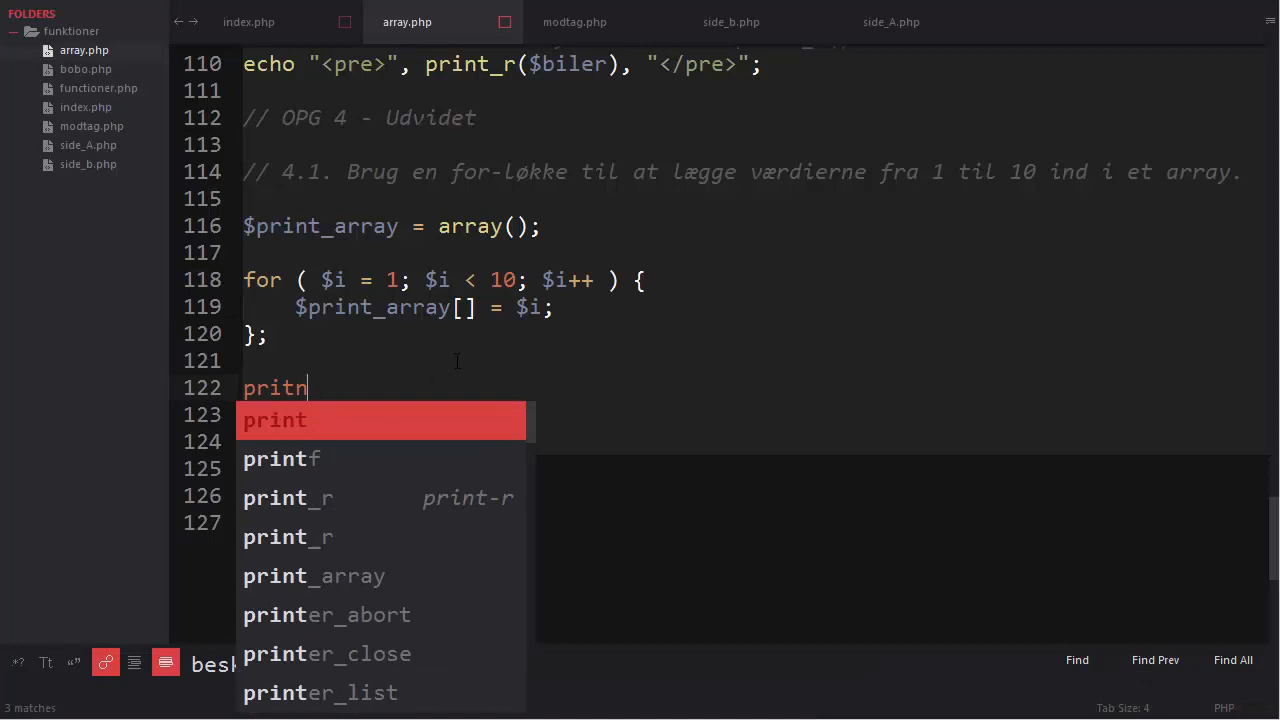 FOLDERS
funktioner
array.php
bobo.php
functioner.php
index.php
modtag.php
side_A.php
side_b.php
index.php
array.php
modtag.php
side_b.php
side_A.php
110 echo "<pre>", print_r($biler), "</pre>";
111
112 // OPG 4 - Udvidet
113
114 // 4.1. Brug en for-løkke til at lægge værdierne fra 1 til 10 ind i et array.
115
116 $print_array = array();
117
118 for ( $i = 1; $i < 10; $i++ ) {
119 $print_array[] = $i;
120 };
121
122 pritn
123
124
125
126
127
print
printf
print_r print-r
print_r
print_array
printer_abort
printer_close
printer_list
.* Tt “” besk
Find Find Prev Find All
3 matches
Tab Size: 4 PHP